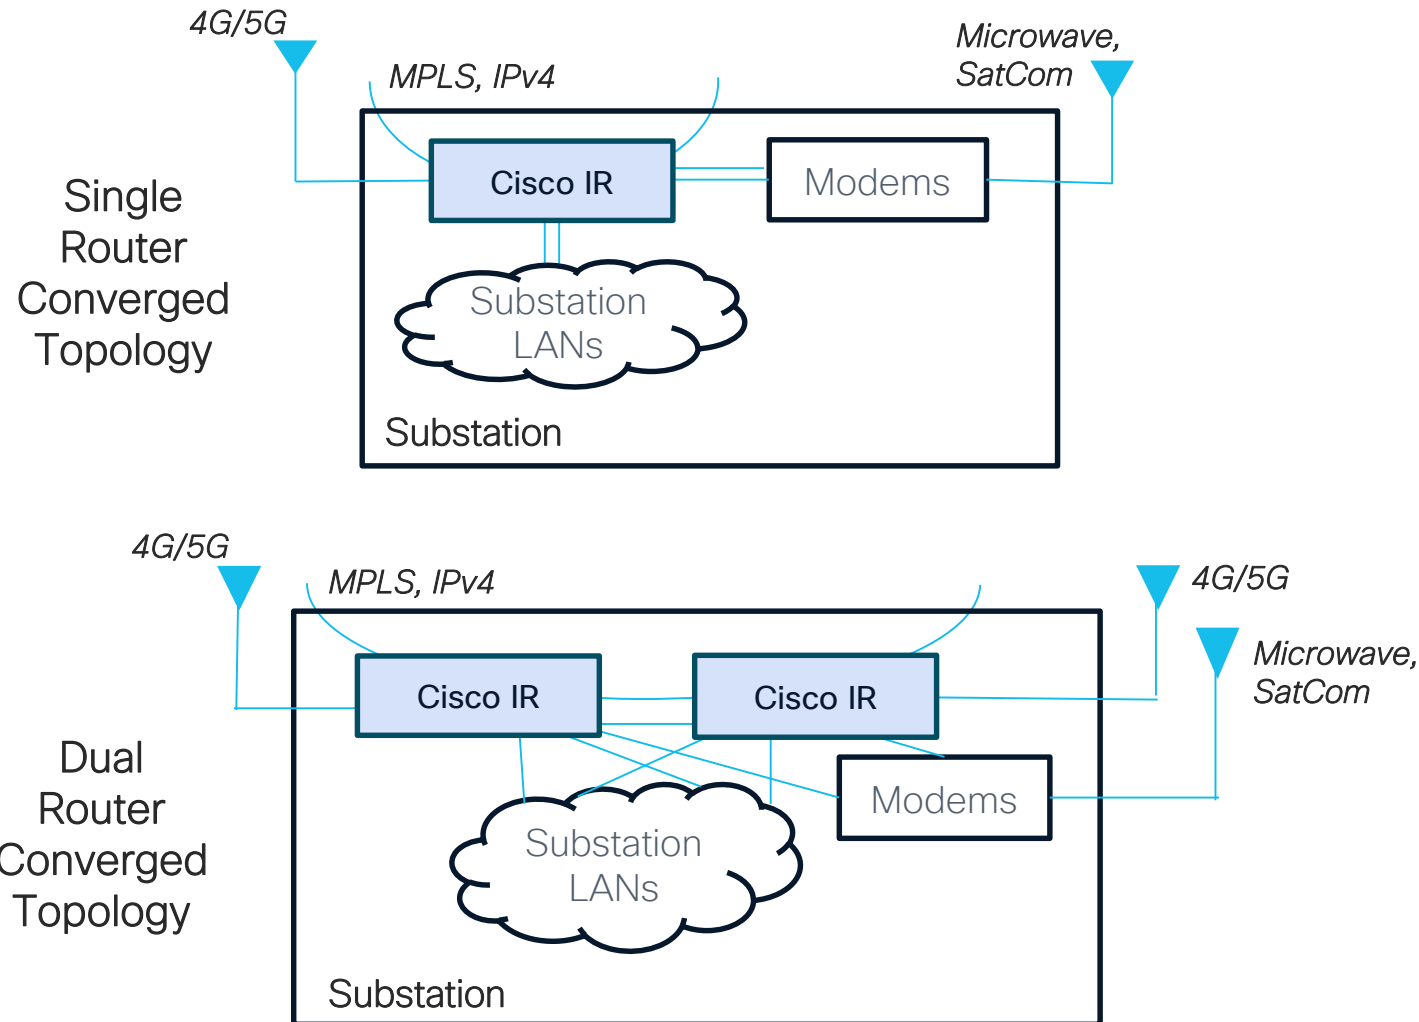 4G/5G
MPLS, IPv4
Microwave,
SatCom
Cisco IR
Modems
Single
Router
Converged
Topology
Substation
LANs
Substation
4G/5G
MPLS, IPv4
4G/5G
Microwave,
SatCom
Cisco IR
Cisco IR
Modems
Dual
Router
Converged
Topology
Substation
LANs
Substation